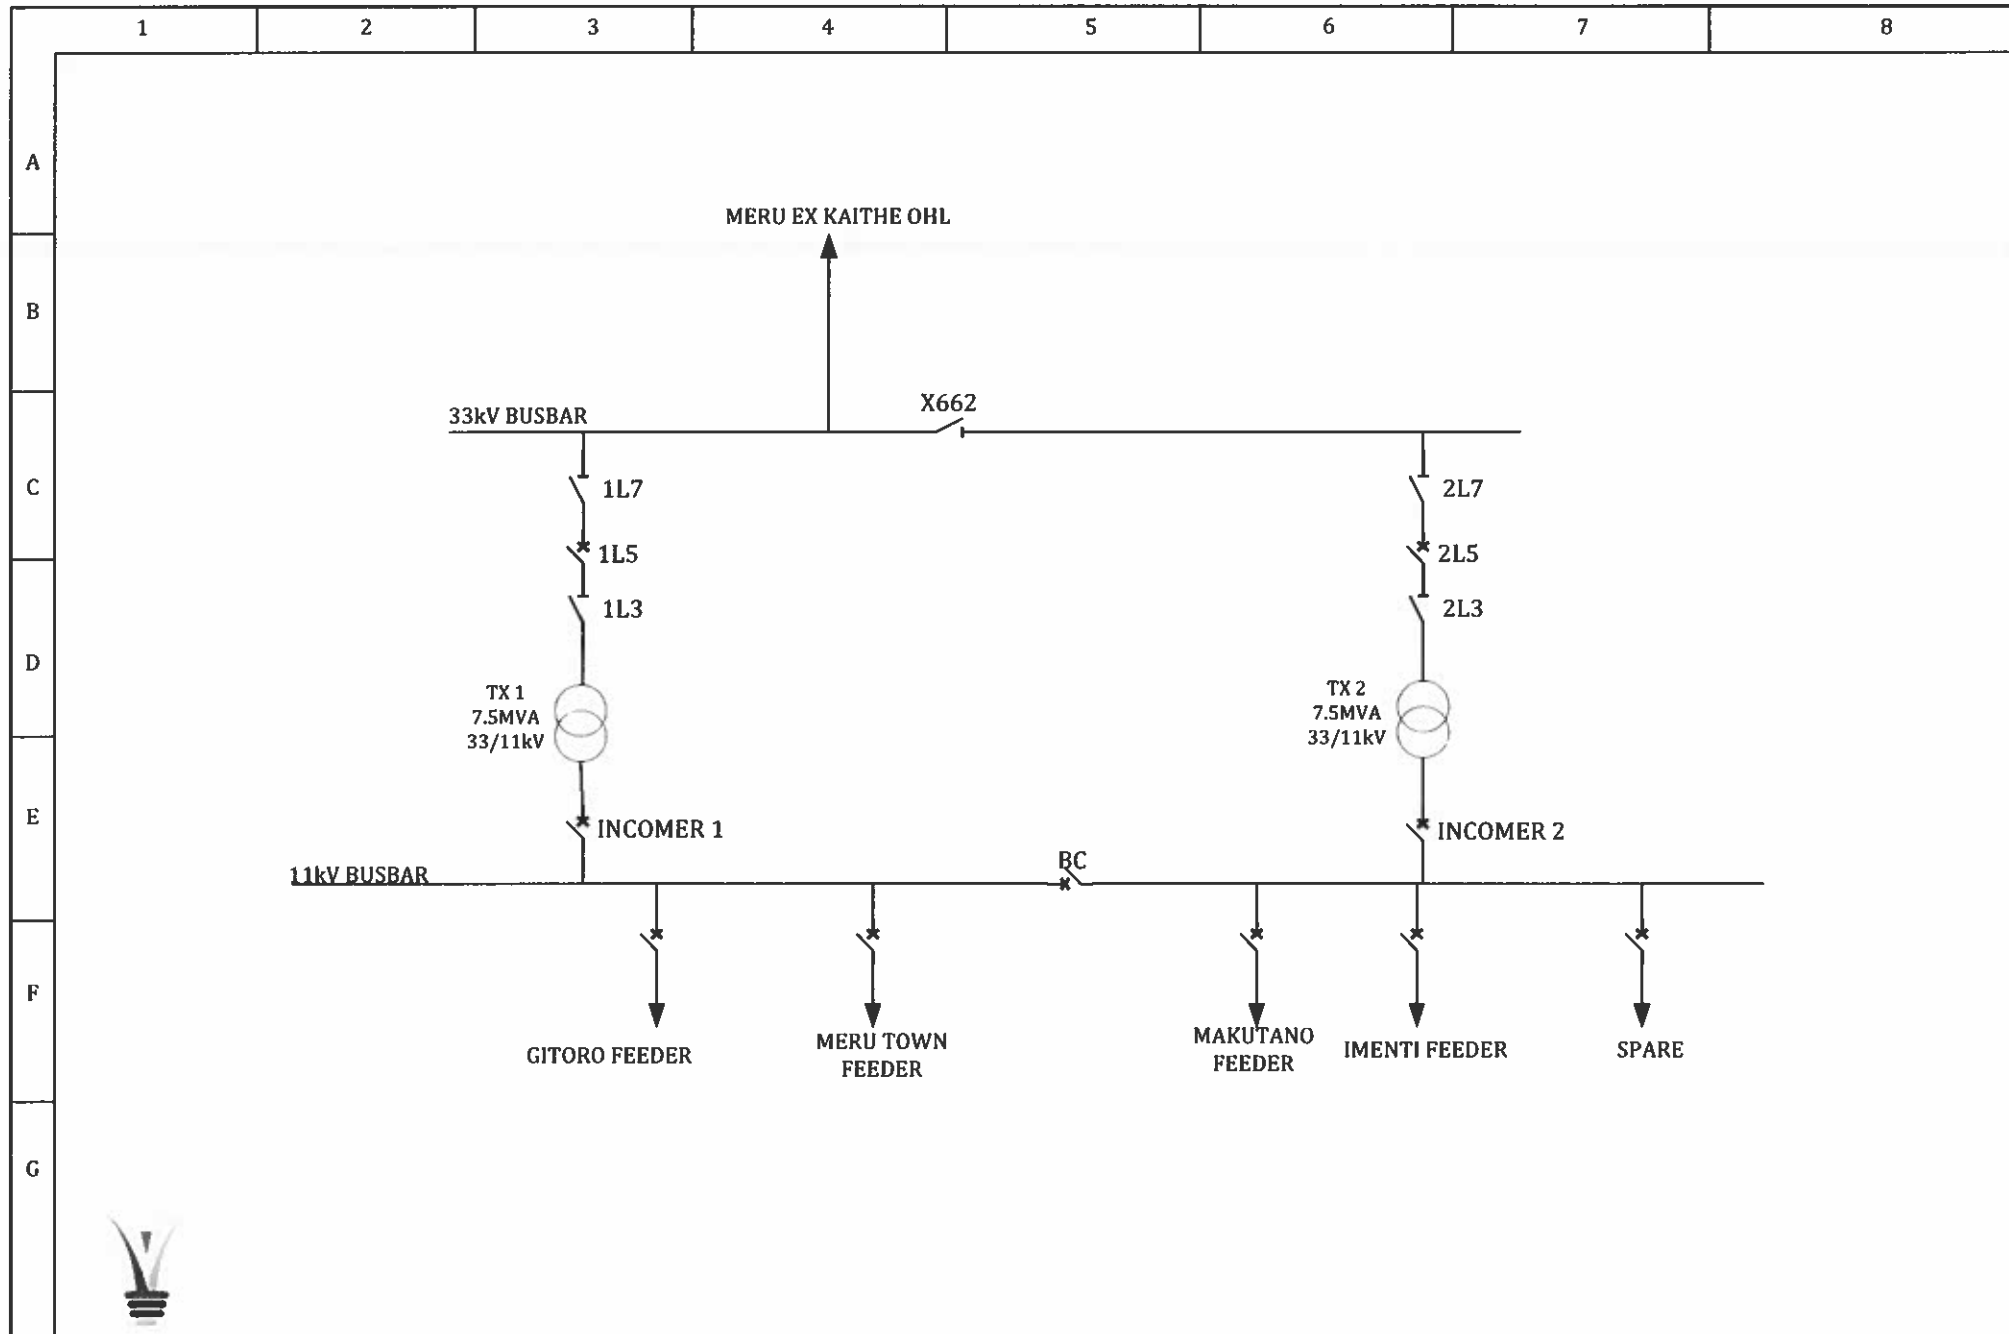 1 2 3 4 5 6 7 8
A
MERU EX KAITHE OHL
B
X662
33kV BUSBAR
C
1L7 2L7
1L5 2L5
1L3 2L3
D
TX 1
7.5MVA
33/11kV
TX 2
7.5MVA
33/11kV
E
INCOMER 1 INCOMER 2
BC
11kV BUSBAR
F
GITORO FEEDER
MERU TOWN
FEEDER
MAKUTANO
FEEDER
IMENTI FEEDER
SPARE
G